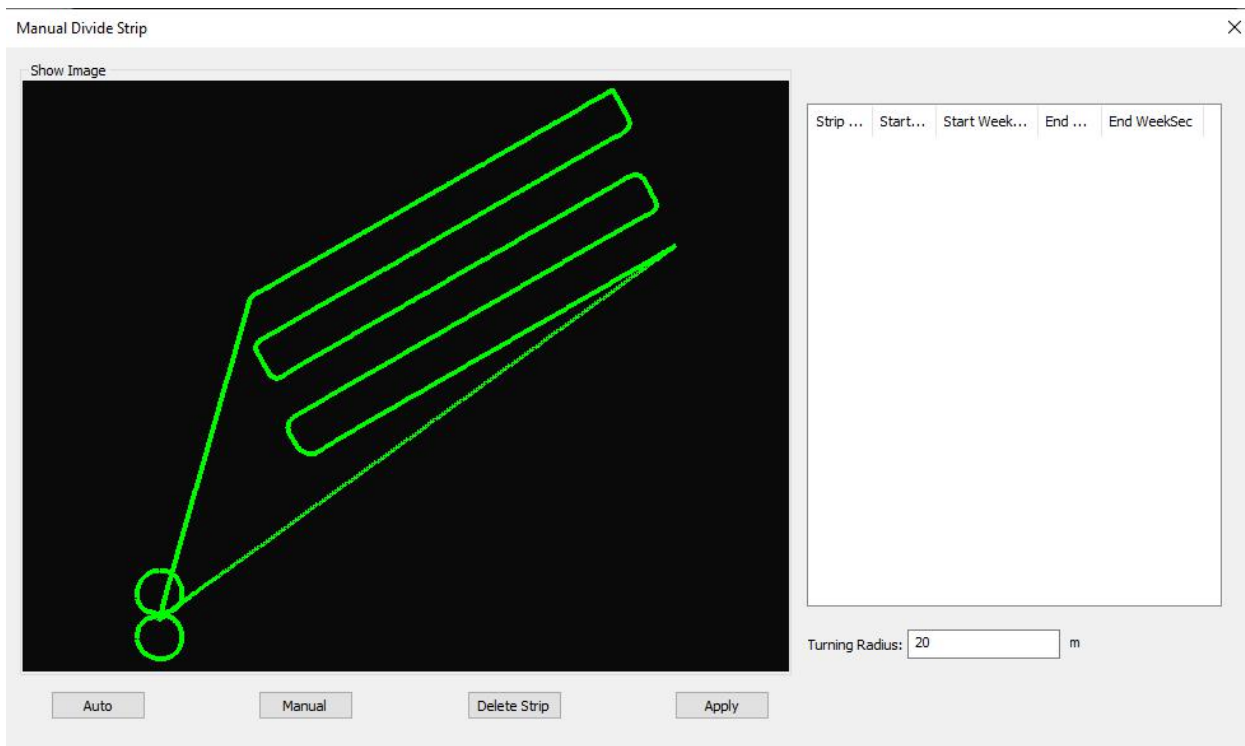 Manual Divide Strip
Show Image
Strip ... Start... Start Week... End ... End WeekSec
Turning Radius: 20 m
Auto Manual Delete Strip Apply